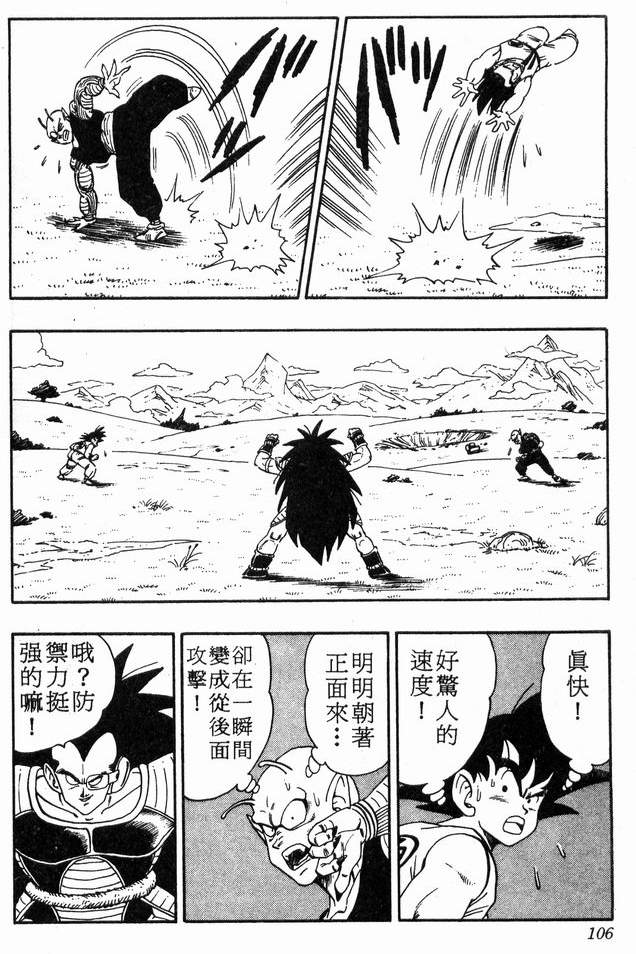 眞快！
好驚人的
速度！
明明朝著
正面來…
卻在一瞬間
變成從後面
攻擊！
哦？防
禦力挺
强的嘛！
106